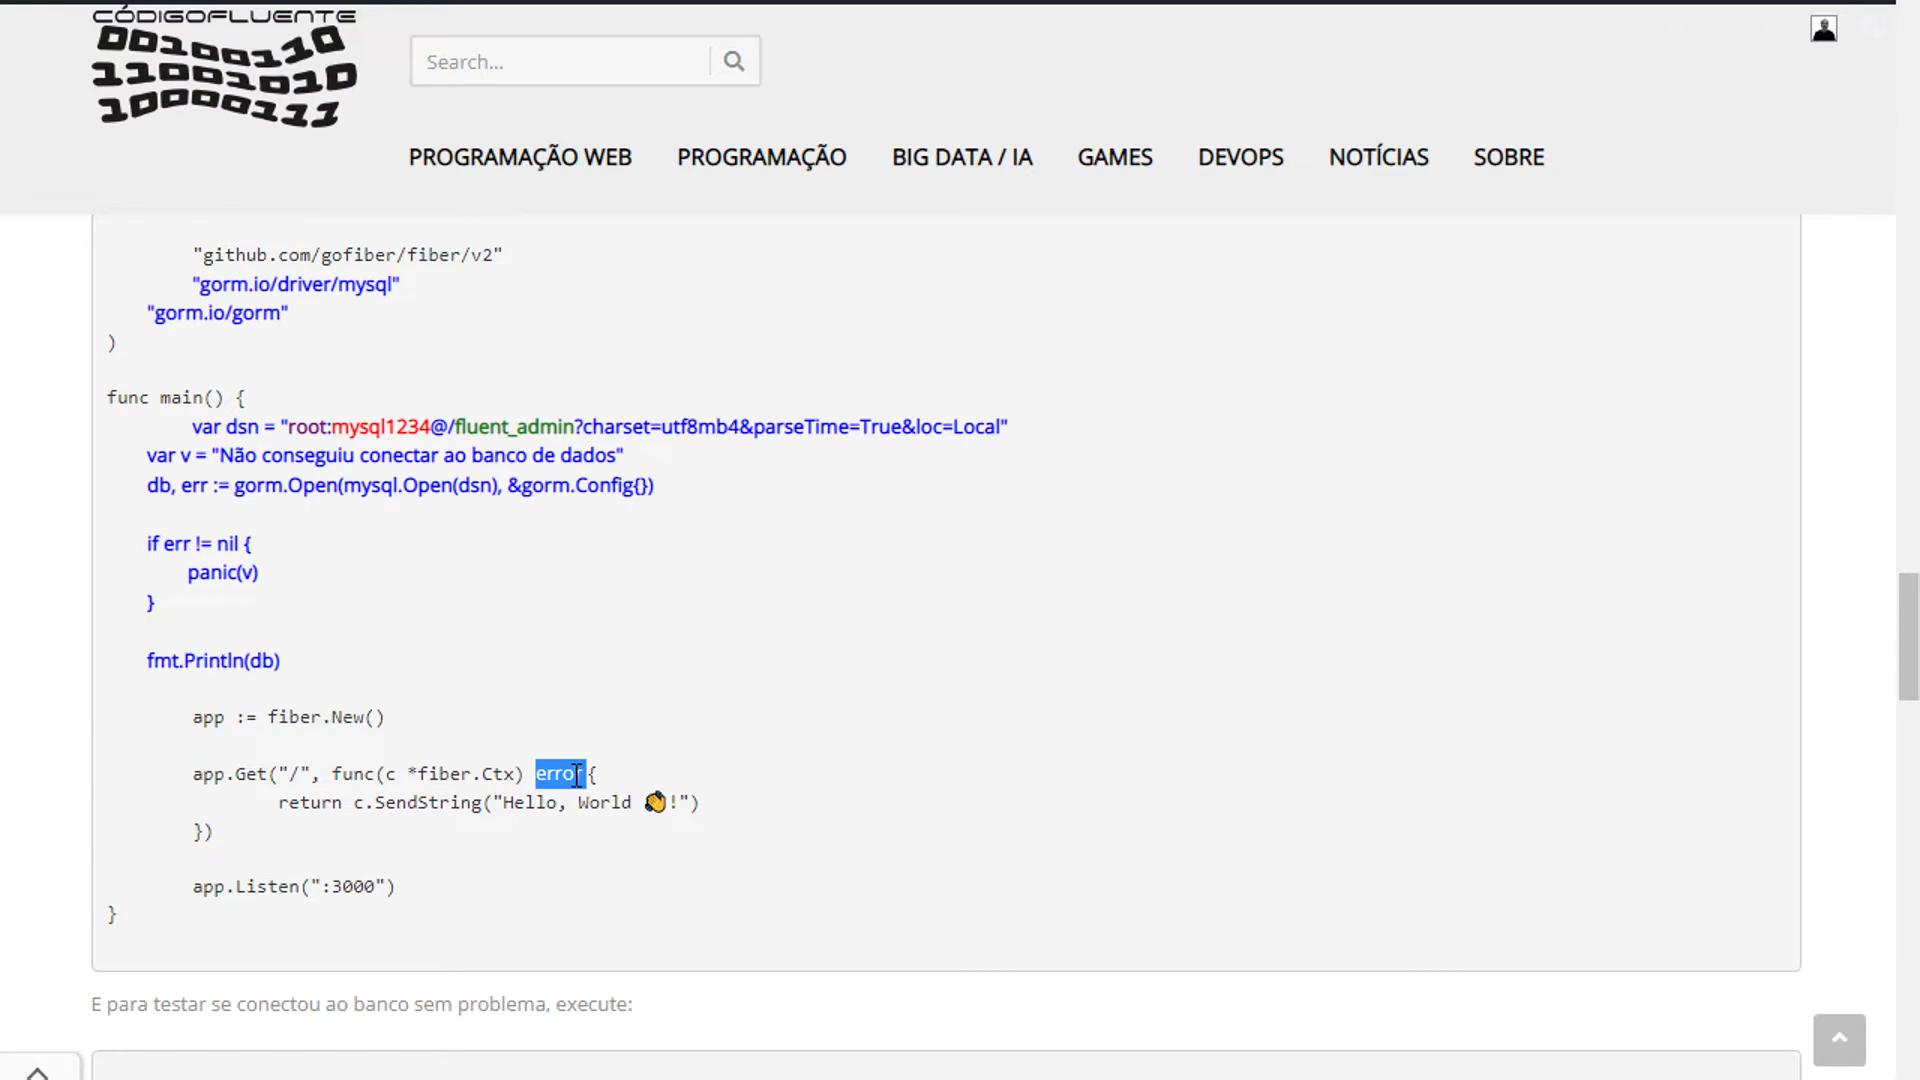 CÓDIGOFLUENTE
00100110
11001010
10000111
Search...
PROGRAMAÇÃO WEB PROGRAMAÇÃO BIG DATA / IA GAMES DEVOPS NOTÍCIAS SOBRE
"github.com/gofiber/fiber/v2"
"gorm.io/driver/mysql"
"gorm.io/gorm"
)
func main() {
var dsn = "root:mysql1234@/fluent_admin?charset=utf8mb4&parseTime=True&loc=Local"
var v = "Não conseguiu conectar ao banco de dados"
db, err := gorm.Open(mysql.Open(dsn), &gorm.Config{})
if err != nil {
panic(v)
}
fmt.Println(db)
app := fiber.New()
app.Get("/", func(c *fiber.Ctx) error {
return c.SendString("Hello, World 👋!")
})
app.Listen(":3000")
}
E para testar se conectou ao banco sem problema, execute: